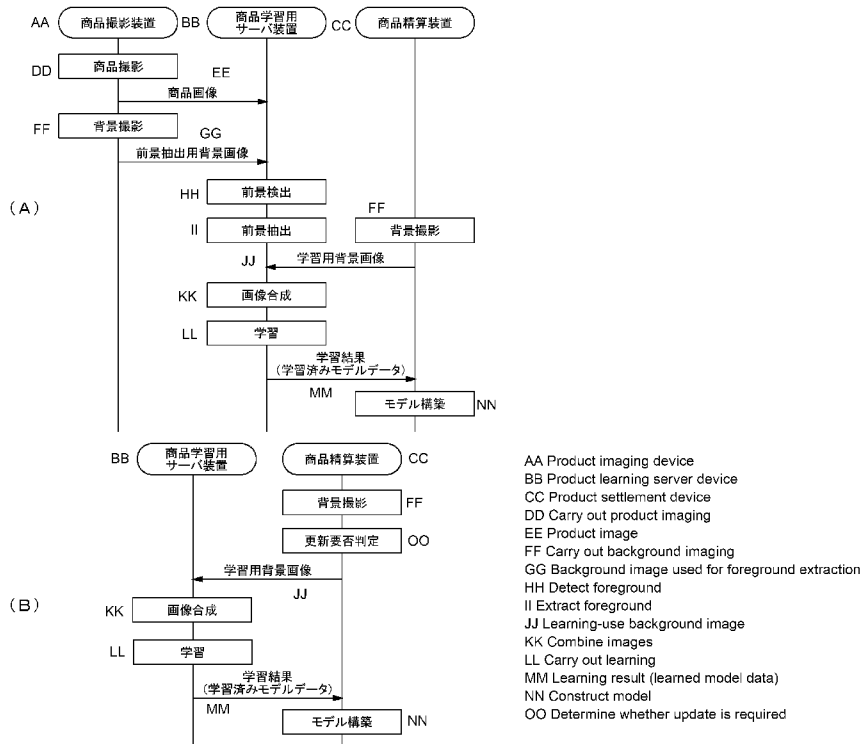 AA 商品撮影装置 BB 商品学習用 CC 商品精算装置
サーバ装置
DD 商品撮影 EE
商品画像
FF 背景撮影 GG
前景抽出用背景画像
HH 前景検出
(A) FF
II 前景抽出 背景撮影
JJ 学習用背景画像
KK 画像合成
LL 学習
学習結果
(学習済みモデルデータ)
MM
モデル構築 NN
BB 商品学習用 商品精算装置 CC
サーバ装置
背景撮影 FF
更新要否判定 OO
学習用背景画像
JJ
(B) KK 画像合成
LL 学習
学習結果
(学習済みモデルデータ)
MM
モデル構築 NN
AA Product imaging device
BB Product learning server device
CC Product settlement device
DD Carry out product imaging
EE Product image
FF Carry out background imaging
GG Background image used for foreground extraction
HH Detect foreground
II Extract foreground
JJ Learning-use background image
KK Combine images
LL Carry out learning
MM Learning result (learned model data)
NN Construct model
OO Determine whether update is required